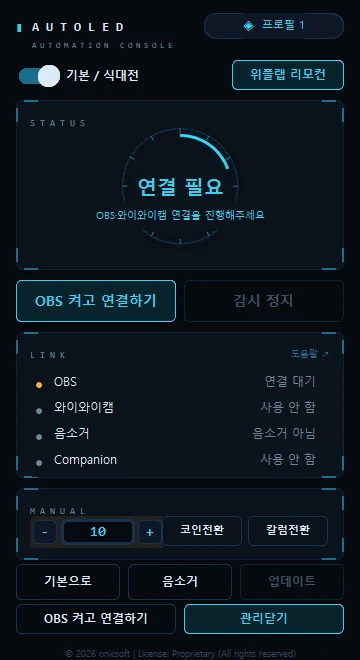 AUTOLED
◈ 프로필 1
AUTOMATION CONSOLE
기본 / 식대전
위플랩 리모컨
STATUS
연결 필요
OBS·와이와이캠 연결을 진행해주세요
OBS 켜고 연결하기
감시 정지
LINK
도움말 ↗
OBS
연결 대기
와이와이캠
사용 안 함
음소거
음소거 아님
Companion
사용 안 함
MANUAL
- 10 +
코인전환
칼럼전환
기본으로
음소거
업데이트
OBS 켜고 연결하기
관리닫기
© 2026 onicsoft | License: Proprietary (All rights reserved)